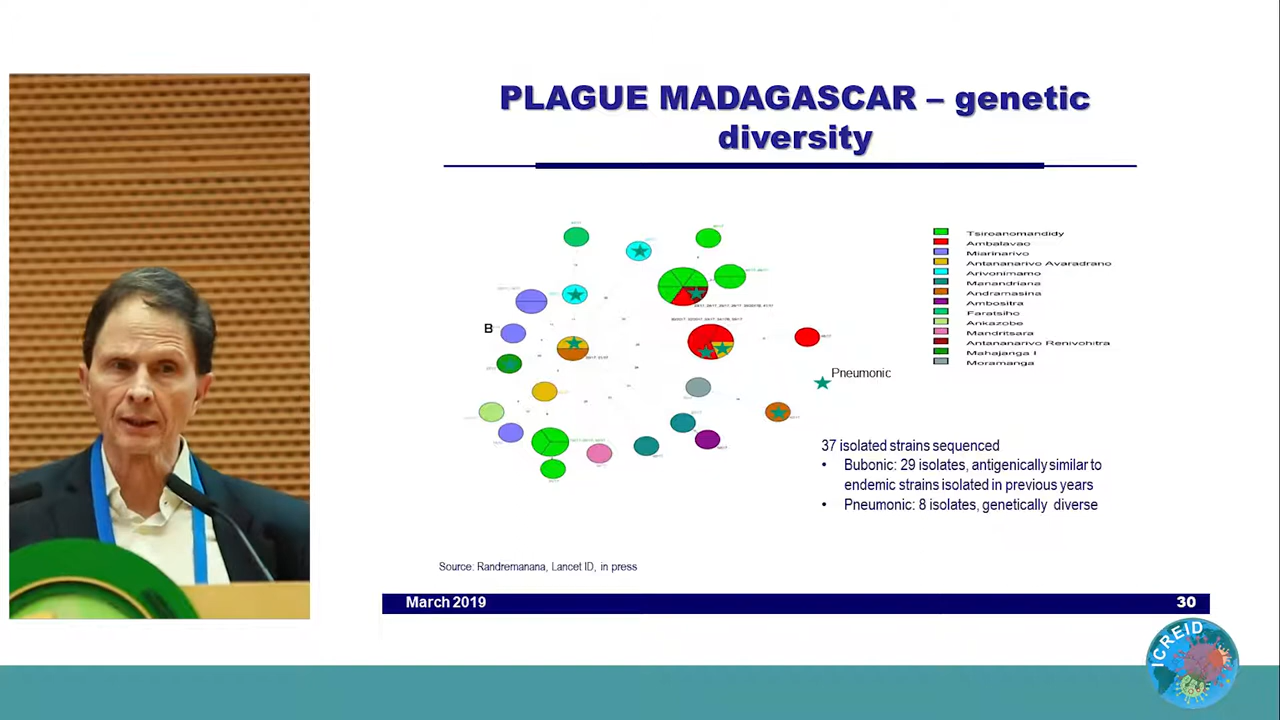 PLAGUE MADAGASCAR – genetic
diversity
Tsiroanomandidy
Ambalavao
Miarinarivo
Antananarivo Avaradrano
Arivonimamo
Manandriana
Andramasina
Ambositra
Faratsiho
Ankazobe
Mandritsara
Antananarivo Renivohitra
Mahajanga I
Moramanga
B
Pneumonic
37 isolated strains sequenced
• Bubonic: 29 isolates, antigenically similar to
endemic strains isolated in previous years
• Pneumonic: 8 isolates, genetically diverse
Source: Randremanana, Lancet ID, in press
March 2019
30
ICREID